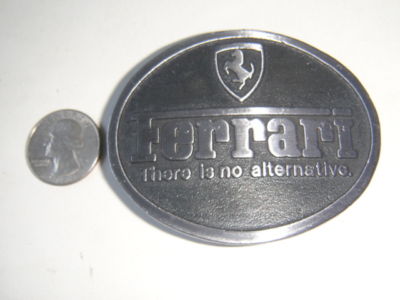 Ferrari
There is no alternative.